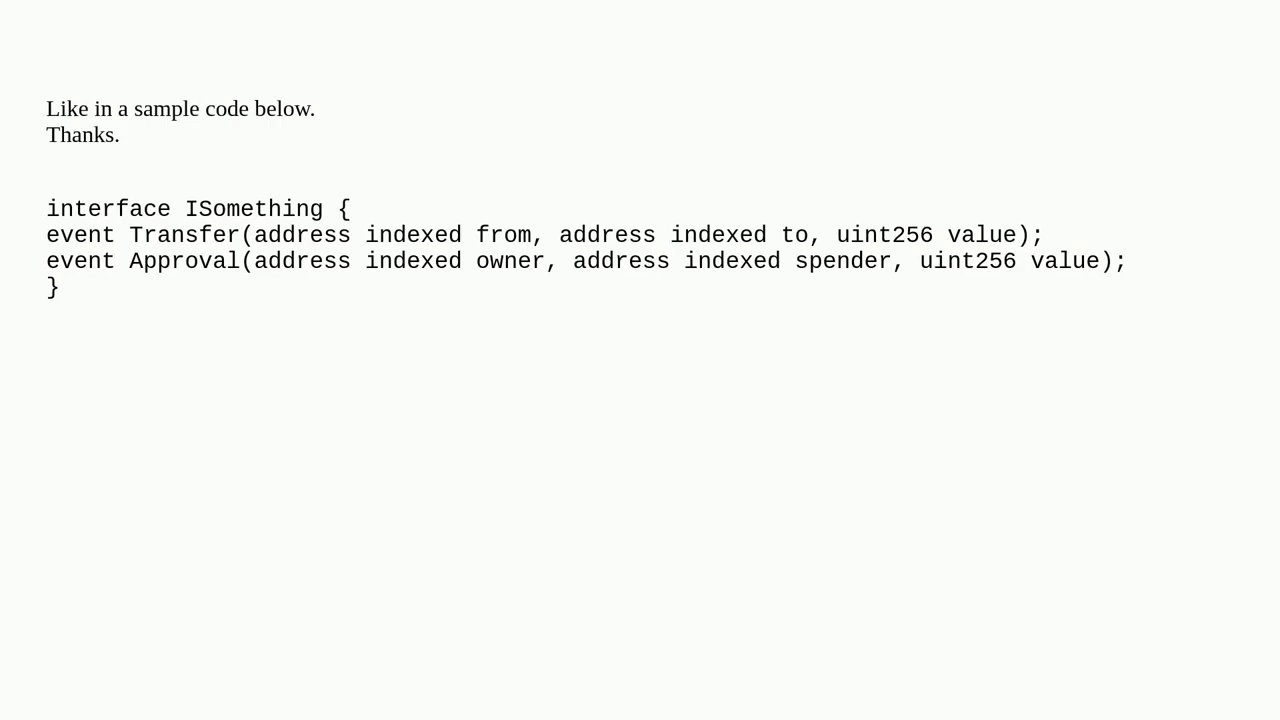 Like in a sample code below.
Thanks.
interface ISomething {
event Transfer(address indexed from, address indexed to, uint256 value);
event Approval(address indexed owner, address indexed spender, uint256 value);
}